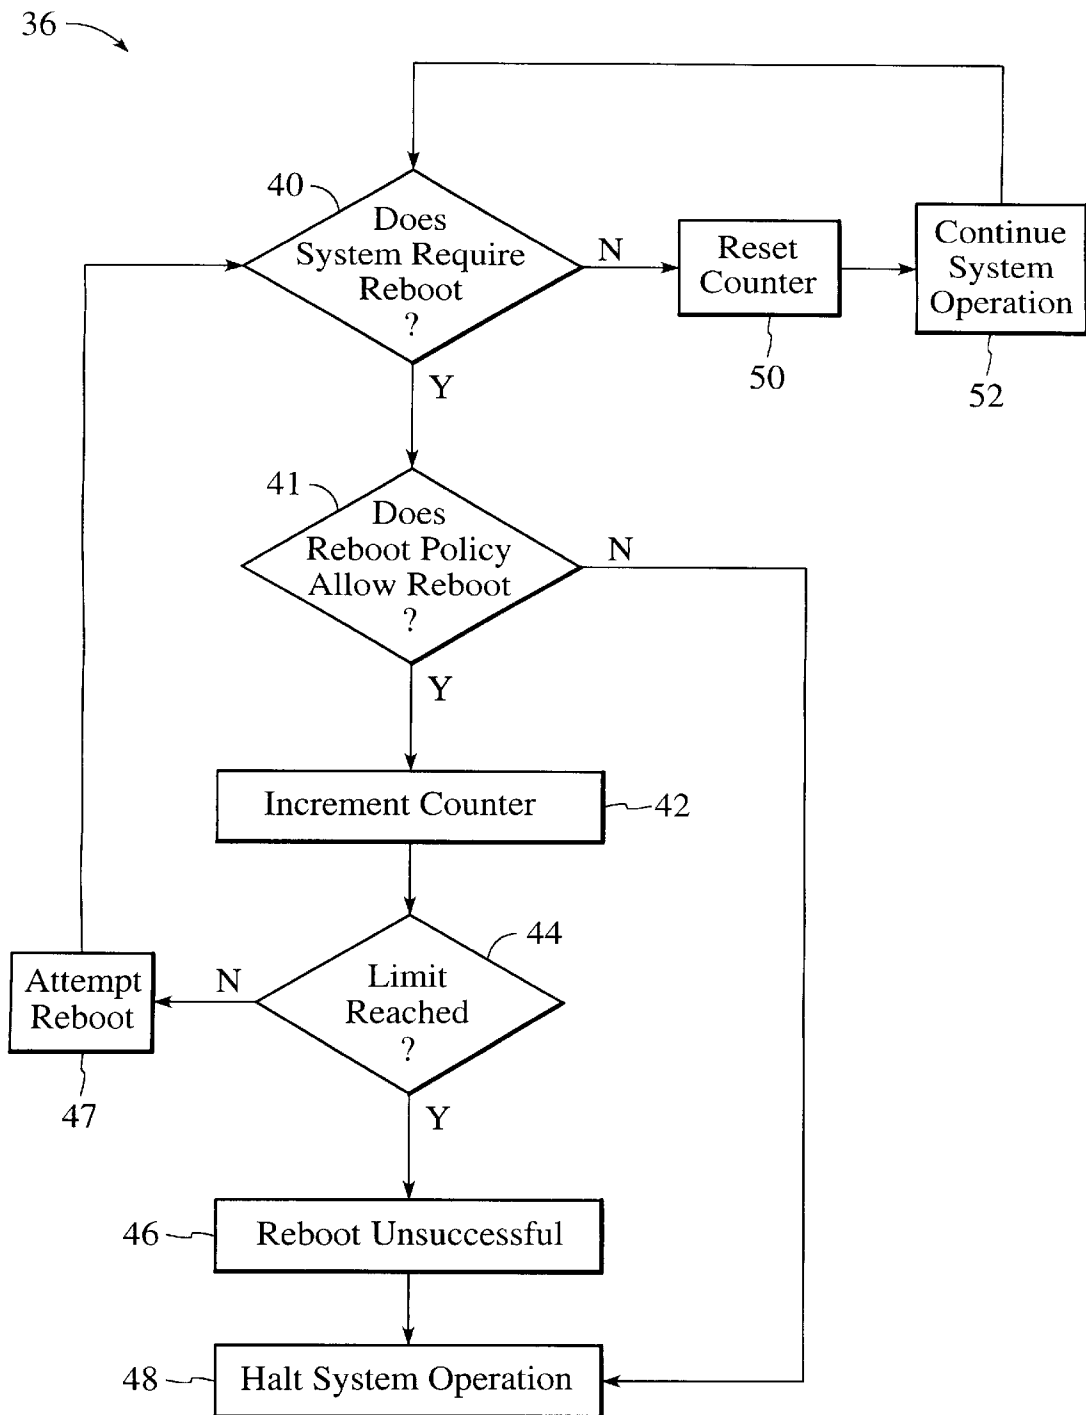 36
40
Does
System Require
Reboot
?
N
Reset
Counter
50
Continue
System
Operation
52
Y
41
Does
Reboot Policy
Allow Reboot
?
N
Y
Increment Counter
42
44
Limit
Reached
?
N
Attempt
Reboot
47
Y
46
Reboot Unsuccessful
48
Halt System Operation